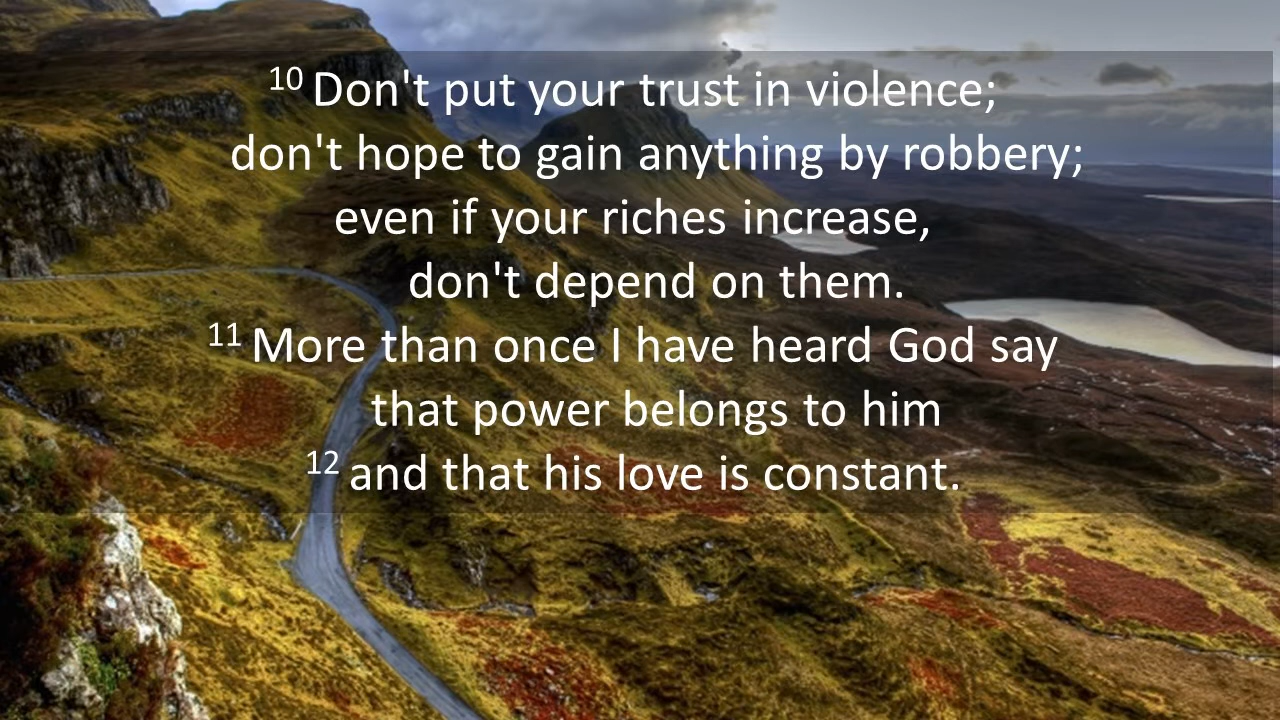 10 Don't put your trust in violence;
don't hope to gain anything by robbery;
even if your riches increase,
don't depend on them.
11 More than once I have heard God say
that power belongs to him
12 and that his love is constant.